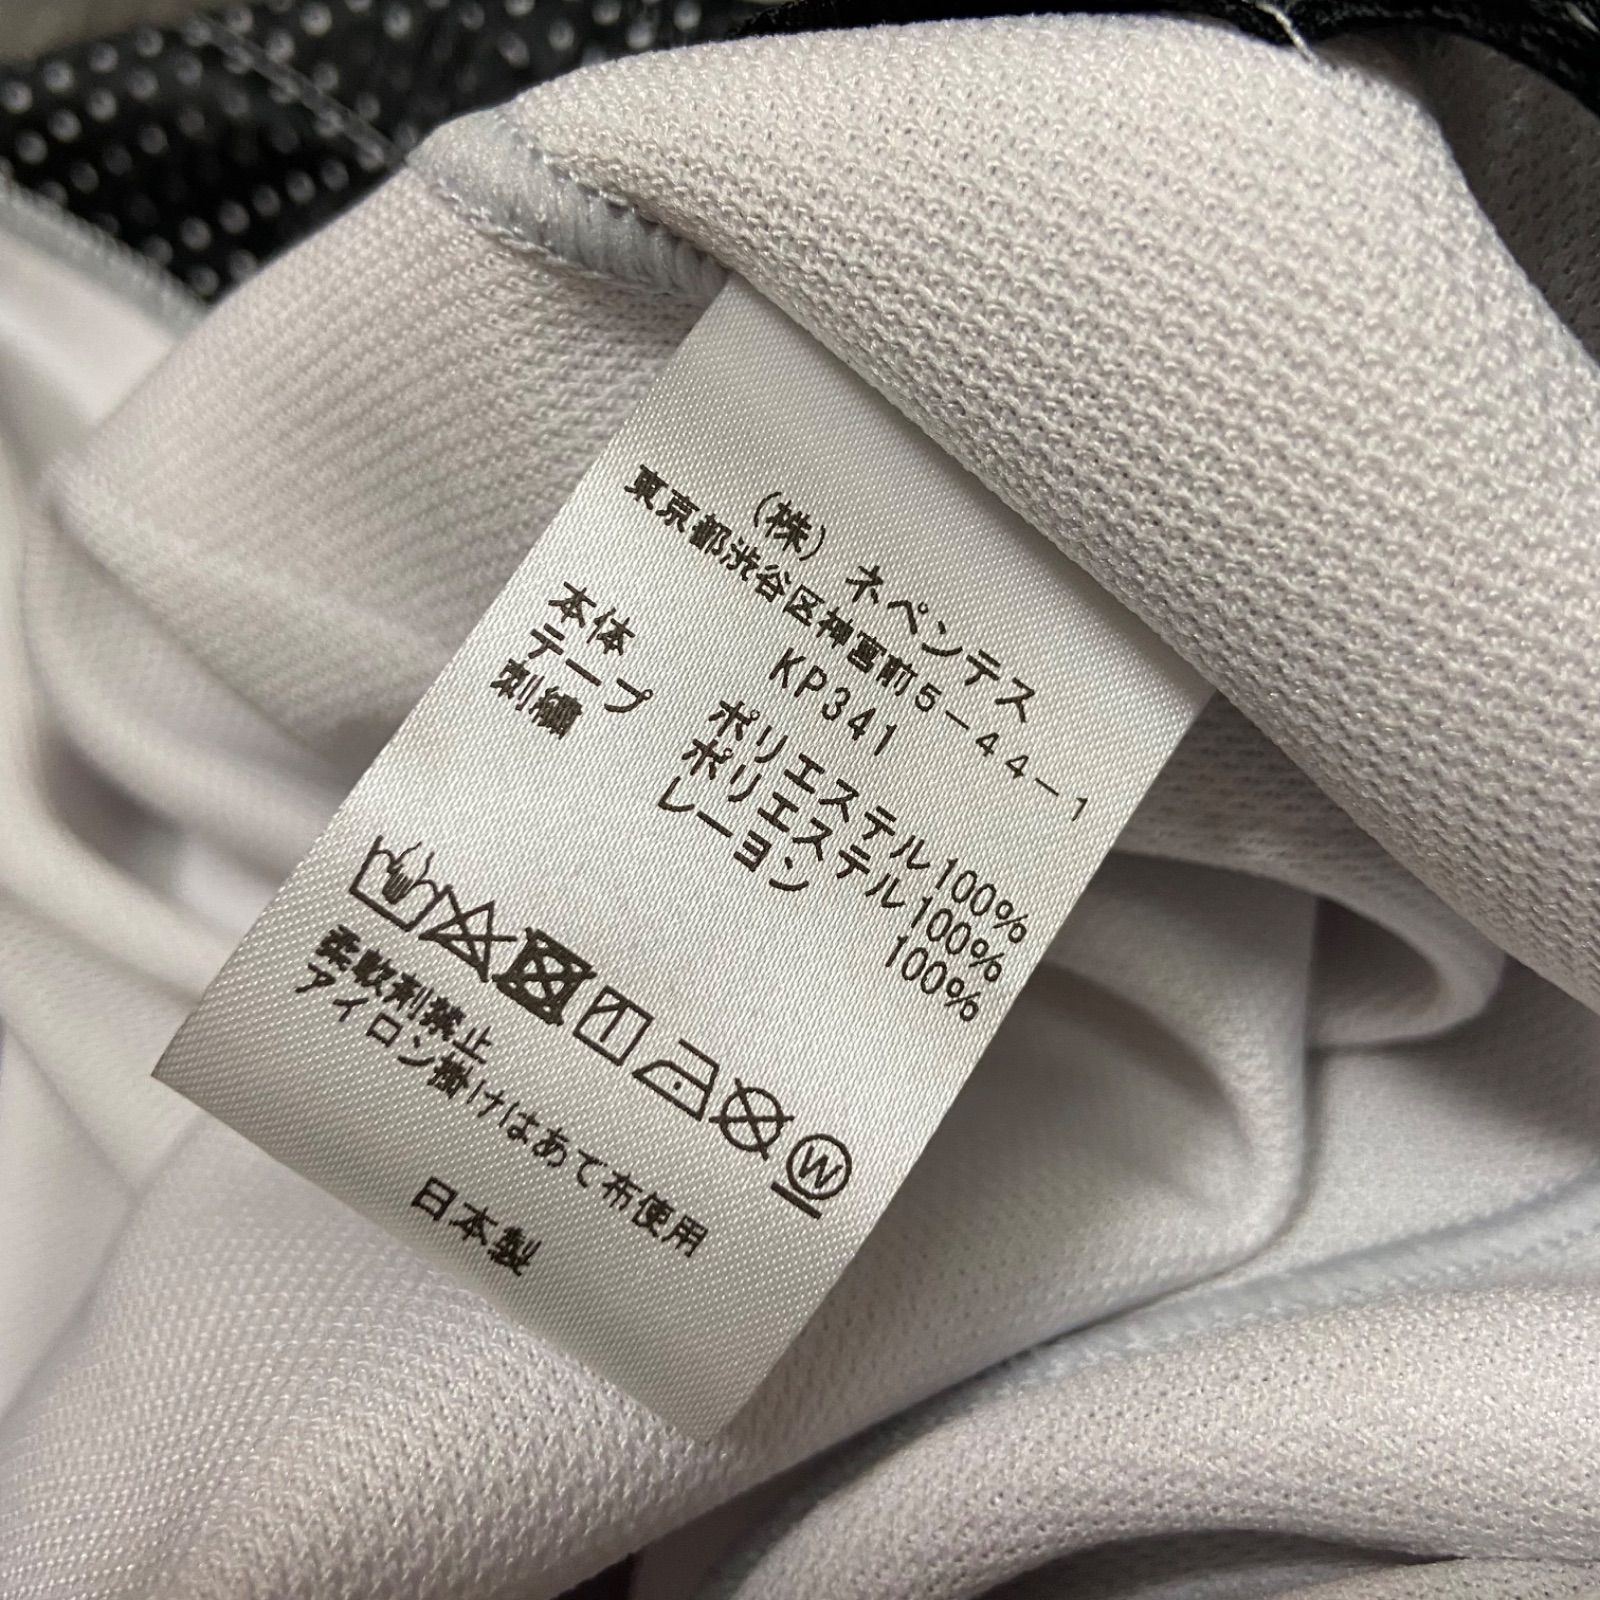 (株) ネペンテス
東京都渋谷区神宮前5-44-1
KP341
本体 ポリエステル100%
テープ ポリエステル100%
刺繍 レーヨン 100%
W
柔軟剤禁止
アイロン掛けはあて布使用
日本製